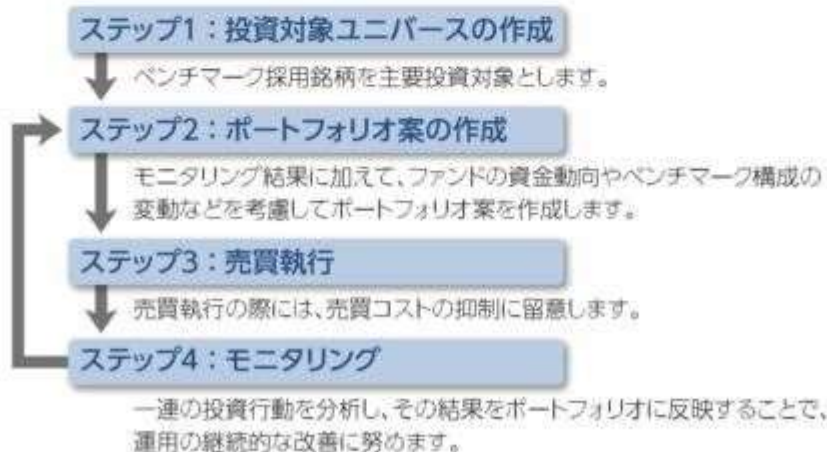 ステップ1：投資対象ユニバースの作成
ベンチマーク採用銘柄を主要投資対象とします。
ステップ2：ポートフォリオ案の作成
モニタリング結果に加えて、ファンドの資金動向やベンチマーク構成の
変動などを考慮してポートフォリオ案を作成します。
ステップ3：売買執行
売買執行の際には、売買コストの抑制に留意します。
ステップ4：モニタリング
一連の投資行動を分析し、その結果をポートフォリオに反映することで、
運用の継続的な改善に努めます。